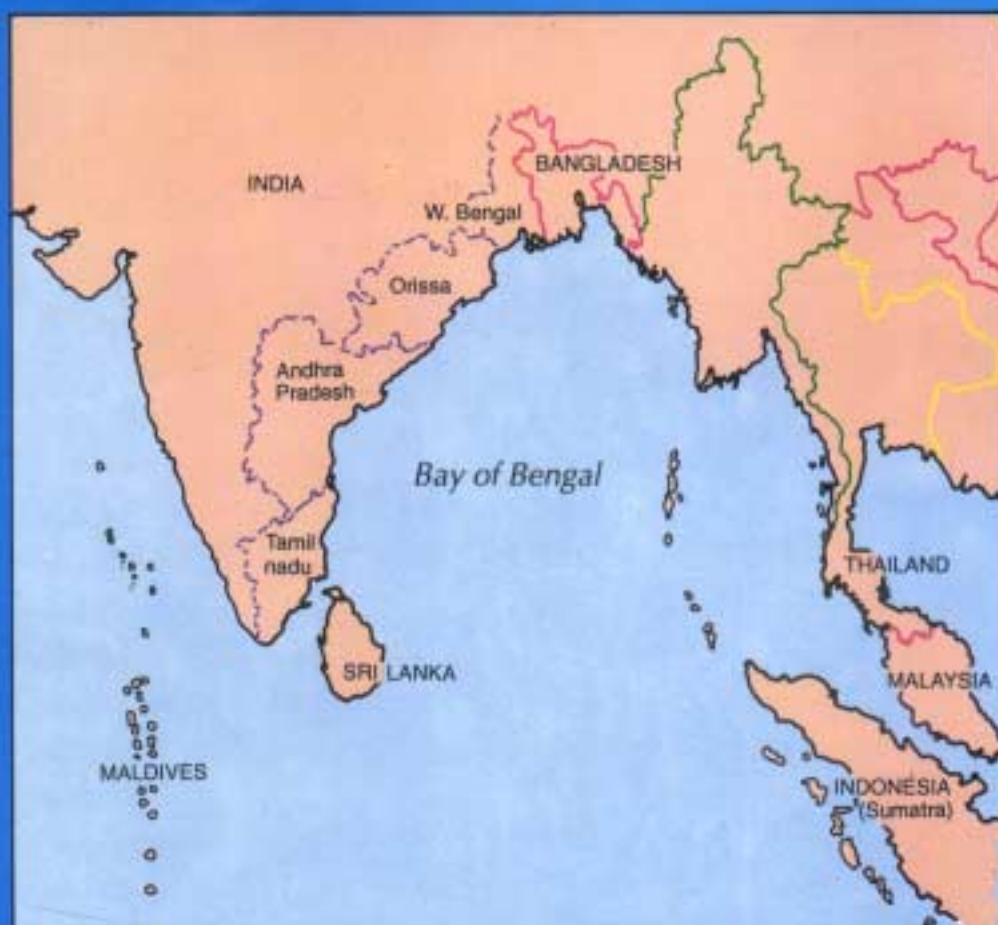 BANGLADESH
INDIA
W. Bengal
Orissa
Andhra
Pradesh
Bay of Bengal
Tamil
nadu
THAILAND
SRI LANKA
MALAYSIA
MALDIVES
INDONESIA
(Sumatra)